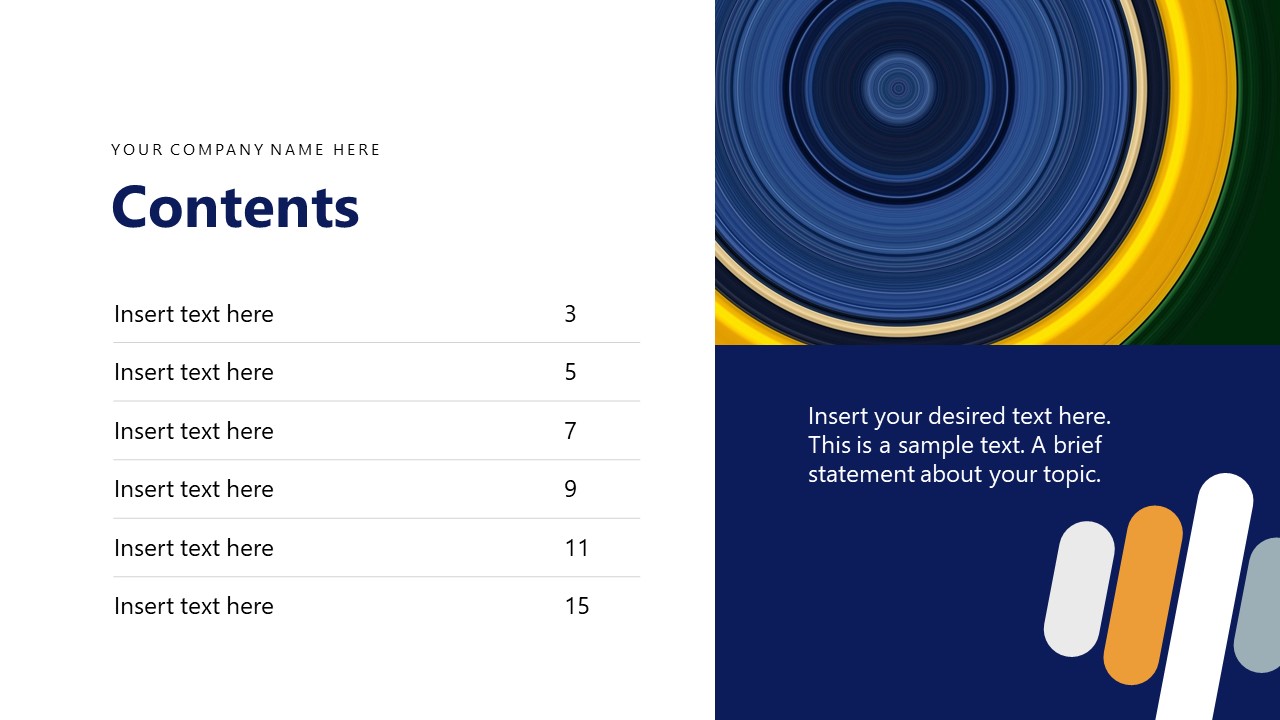 YOUR COMPANY NAME HERE
Contents
Insert text here 3
Insert text here 5
Insert text here 7
Insert text here 9
Insert text here 11
Insert text here 15
Insert your desired text here.
This is a sample text. A brief
statement about your topic.